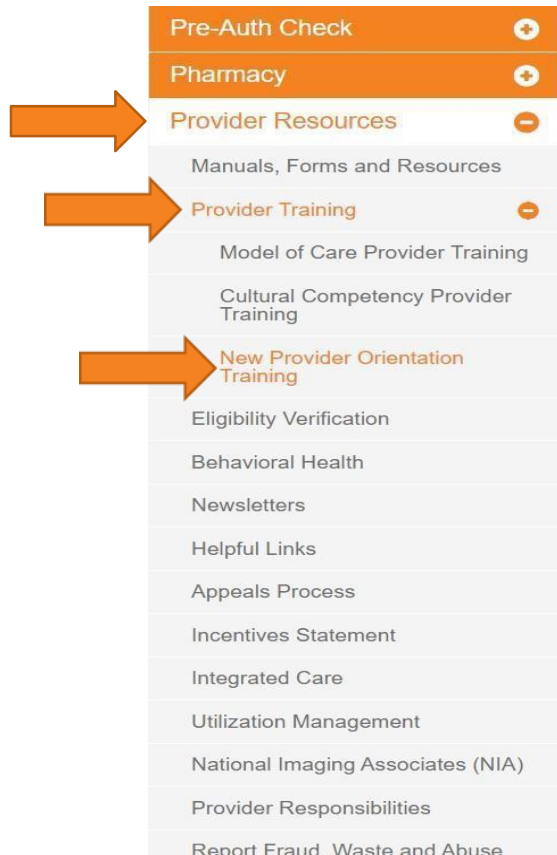 Pre-Auth Check
Pharmacy
Provider Resources
Manuals, Forms and Resources
Provider Training
Model of Care Provider Training
Cultural Competency Provider
Training
New Provider Orientation
Training
Eligibility Verification
Behavioral Health
Newsletters
Helpful Links
Appeals Process
Incentives Statement
Integrated Care
Utilization Management
National Imaging Associates (NIA)
Provider Responsibilities
Report Fraud, Waste and Abuse